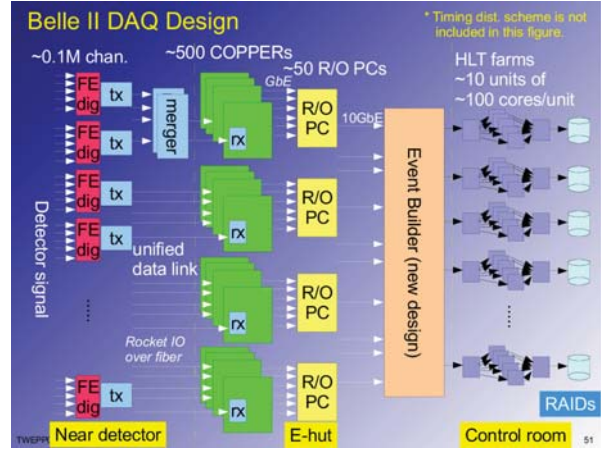 Belle II DAQ Design
* Timing dist. scheme is not
included in this figure.
~0.1M chan.
~500 COPPERs
~50 R/O PCs
HLT farms
~10 units of
~100 cores/unit
GbE
10GbE
FE
dig
tx
merger
rx
R/O
PC
FE
dig
tx
FE
dig
tx
rx
R/O
PC
FE
dig
tx
Detector signal
unified
data link
Event Builder (new design)
rx
R/O
PC
Rocket IO
over fiber
FE
dig
tx
rx
R/O
PC
RAIDs
Near detector
E-hut
Control room
51